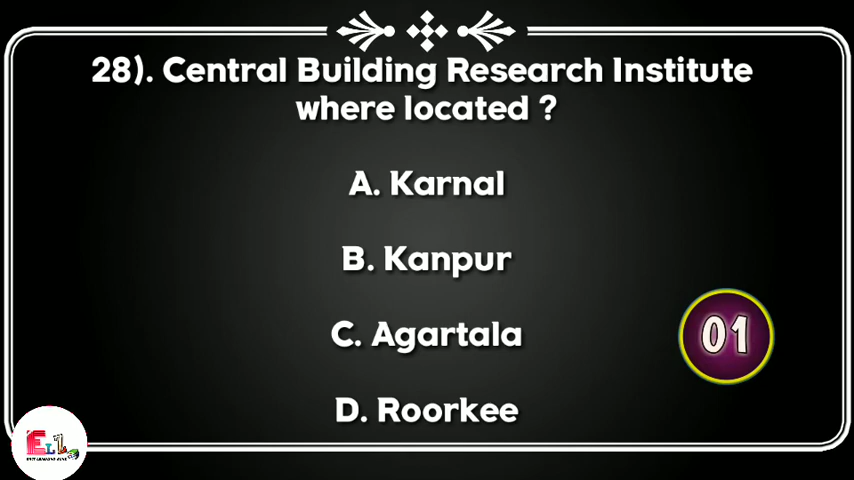 28). Central Building Research Institute
where located ?
A. Karnal
B. Kanpur
C. Agartala
D. Roorkee
01